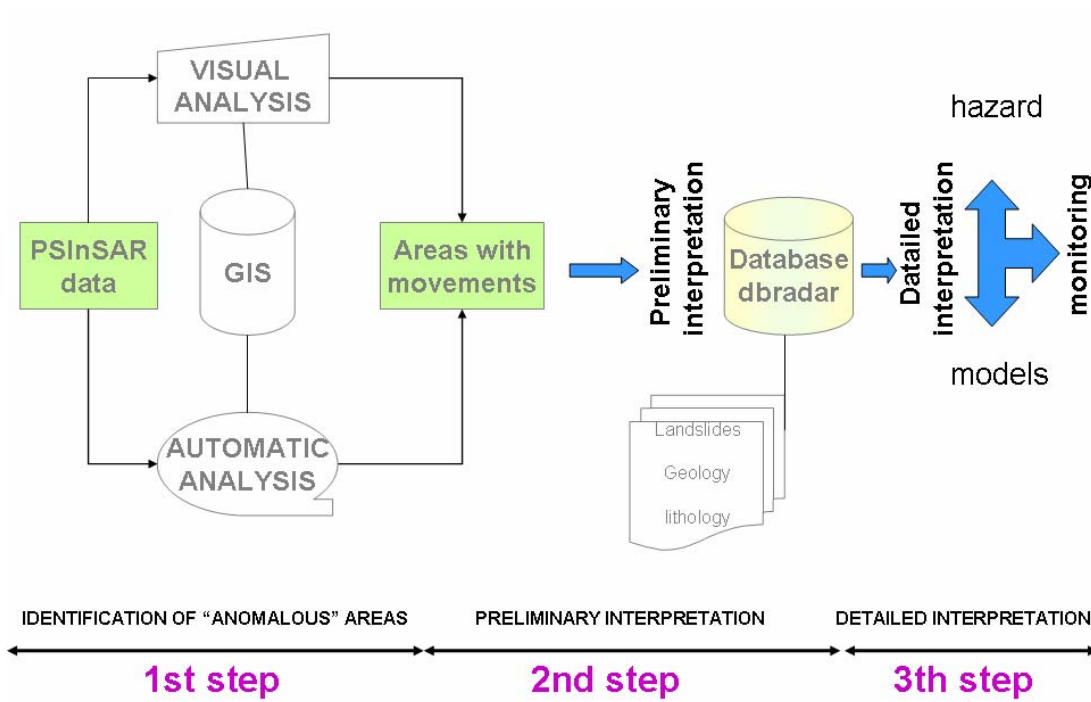 VISUAL
ANALYSIS
PSInSAR
data
GIS
Areas with
movements
AUTOMATIC
ANALYSIS
Preliminary
interpretation
Database
dbradar
Landslides
Geology
lithology
Datailed
interpretation
hazard
monitoring
models
IDENTIFICATION OF “ANOMALOUS” AREAS
PRELIMINARY INTERPRETATION
DETAILED INTERPRETATION
1st step
2nd step
3th step